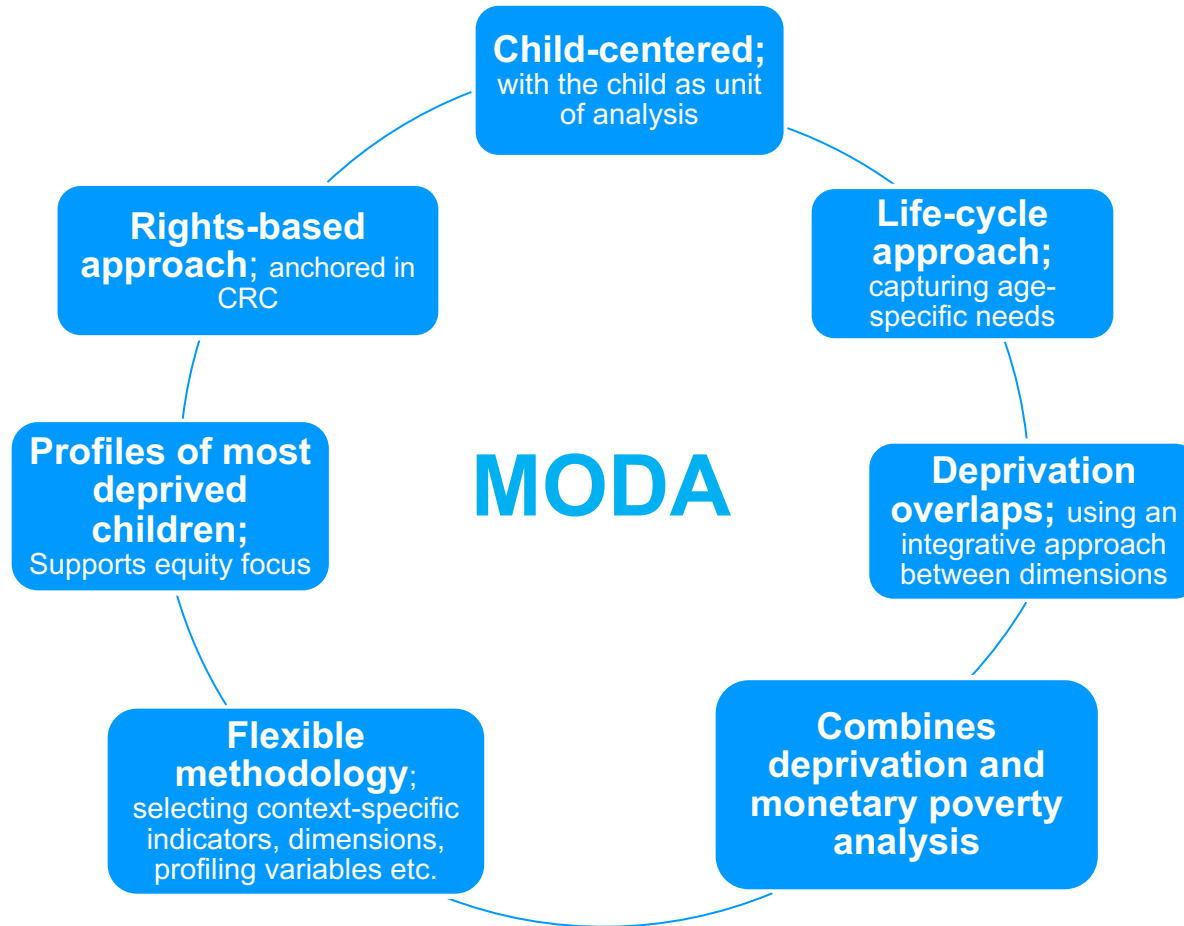 Child-centered;
with the child as unit
of analysis
Life-cycle
approach;
capturing age-
specific needs
Deprivation
overlaps; using an
integrative approach
between dimensions
Combines
deprivation and
monetary poverty
analysis
Flexible
methodology;
selecting context-specific
indicators, dimensions,
profiling variables etc.
Profiles of most
deprived
children;
Supports equity focus
Rights-based
approach; anchored in
CRC
MODA